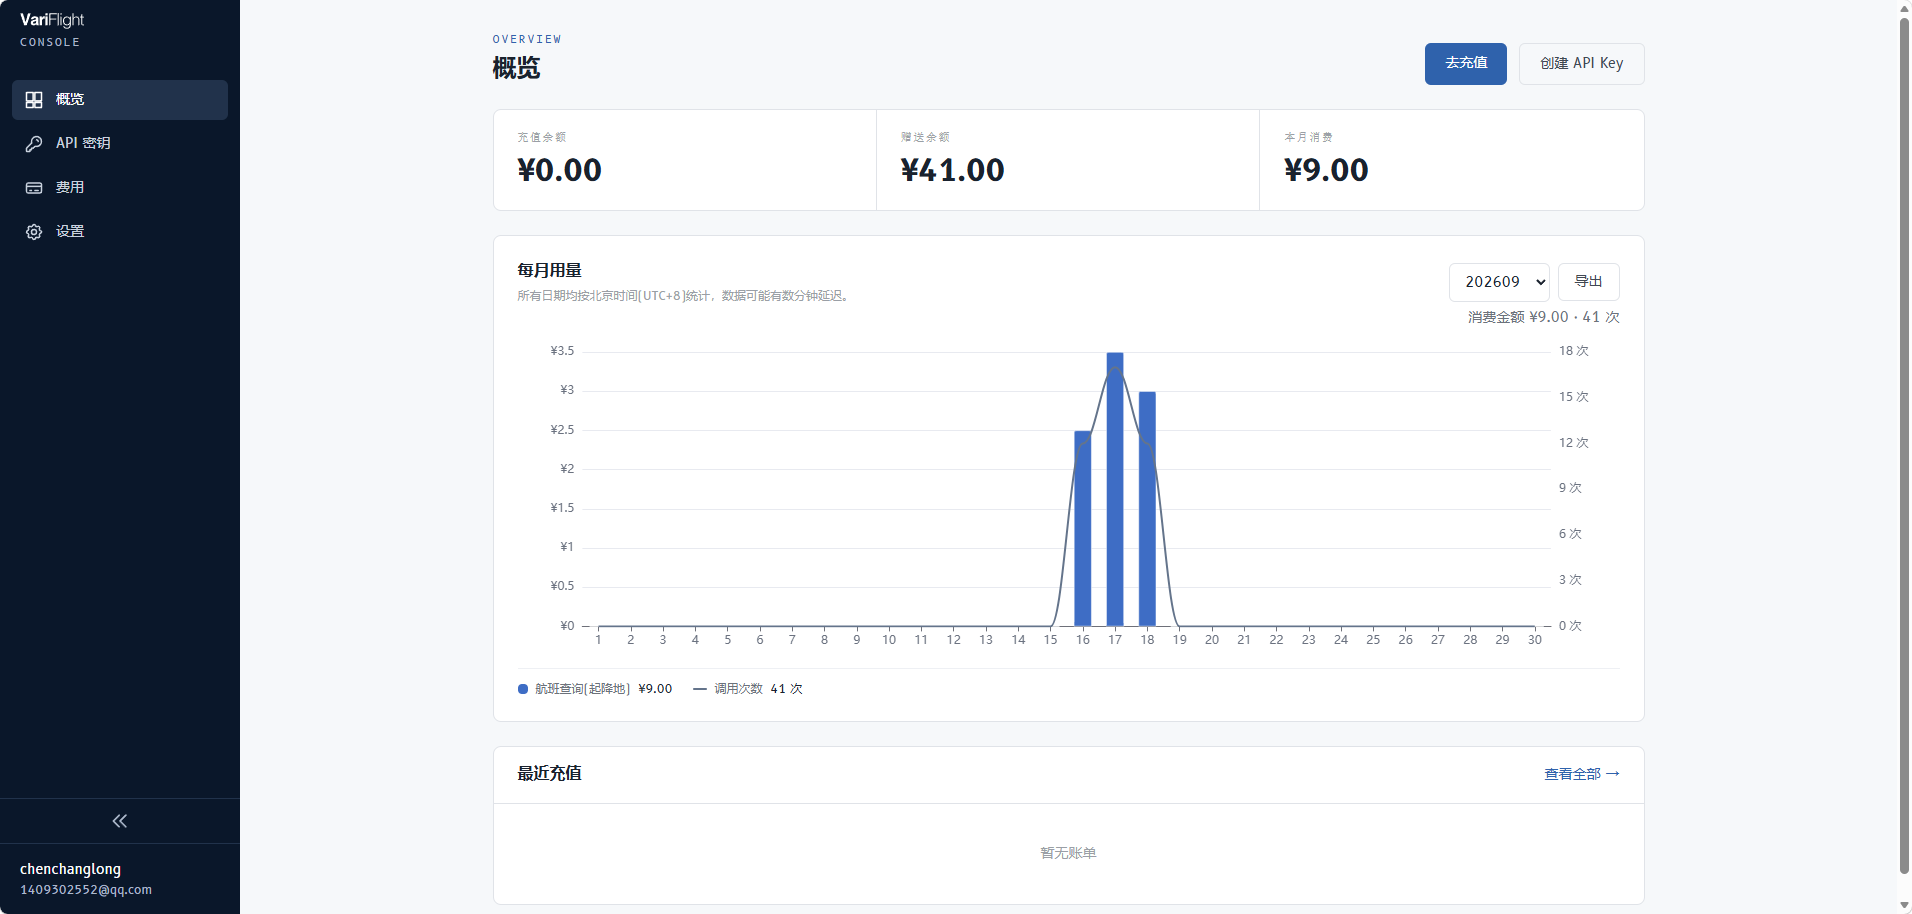 VariFlight
CONSOLE
概览
API 密钥
费用
设置
chenchanglong
1409302552@qq.com
OVERVIEW
概览
去充值
创建 API Key
充值余额
¥0.00
赠送余额
¥41.00
本月消费
¥9.00
每月用量
所有日期均按北京时间(UTC+8)统计，数据可能有数分钟延迟。
202609
导出
消费金额 ¥9.00 · 41 次
¥3.5
¥3
¥2.5
¥2
¥1.5
¥1
¥0.5
¥0
18 次
15 次
12 次
9 次
6 次
3 次
0 次
1 2 3 4 5 6 7 8 9 10 11 12 13 14 15 16 17 18 19 20 21 22 23 24 25 26 27 28 29 30
航班查询(起降地) ¥9.00 调用次数 41 次
最近充值
查看全部 →
暂无账单